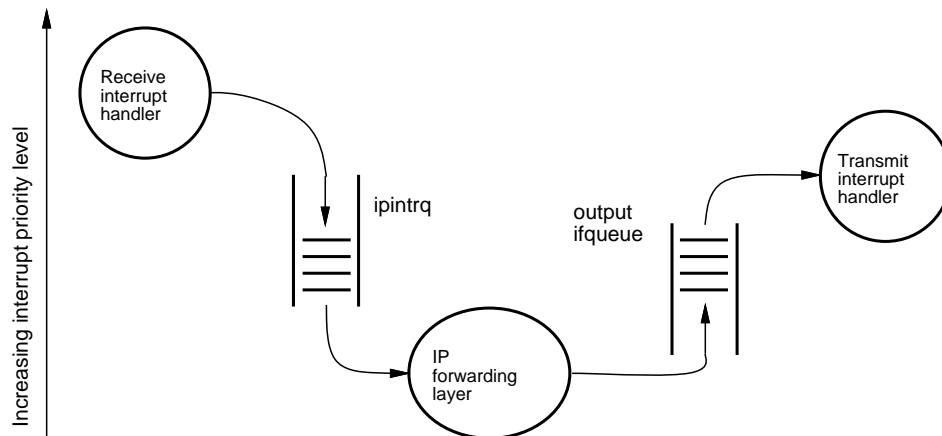 Increasing interrupt priority level
Receive
interrupt
handler
ipintrq
IP
forwarding
layer
output
ifqueue
Transmit
interrupt
handler